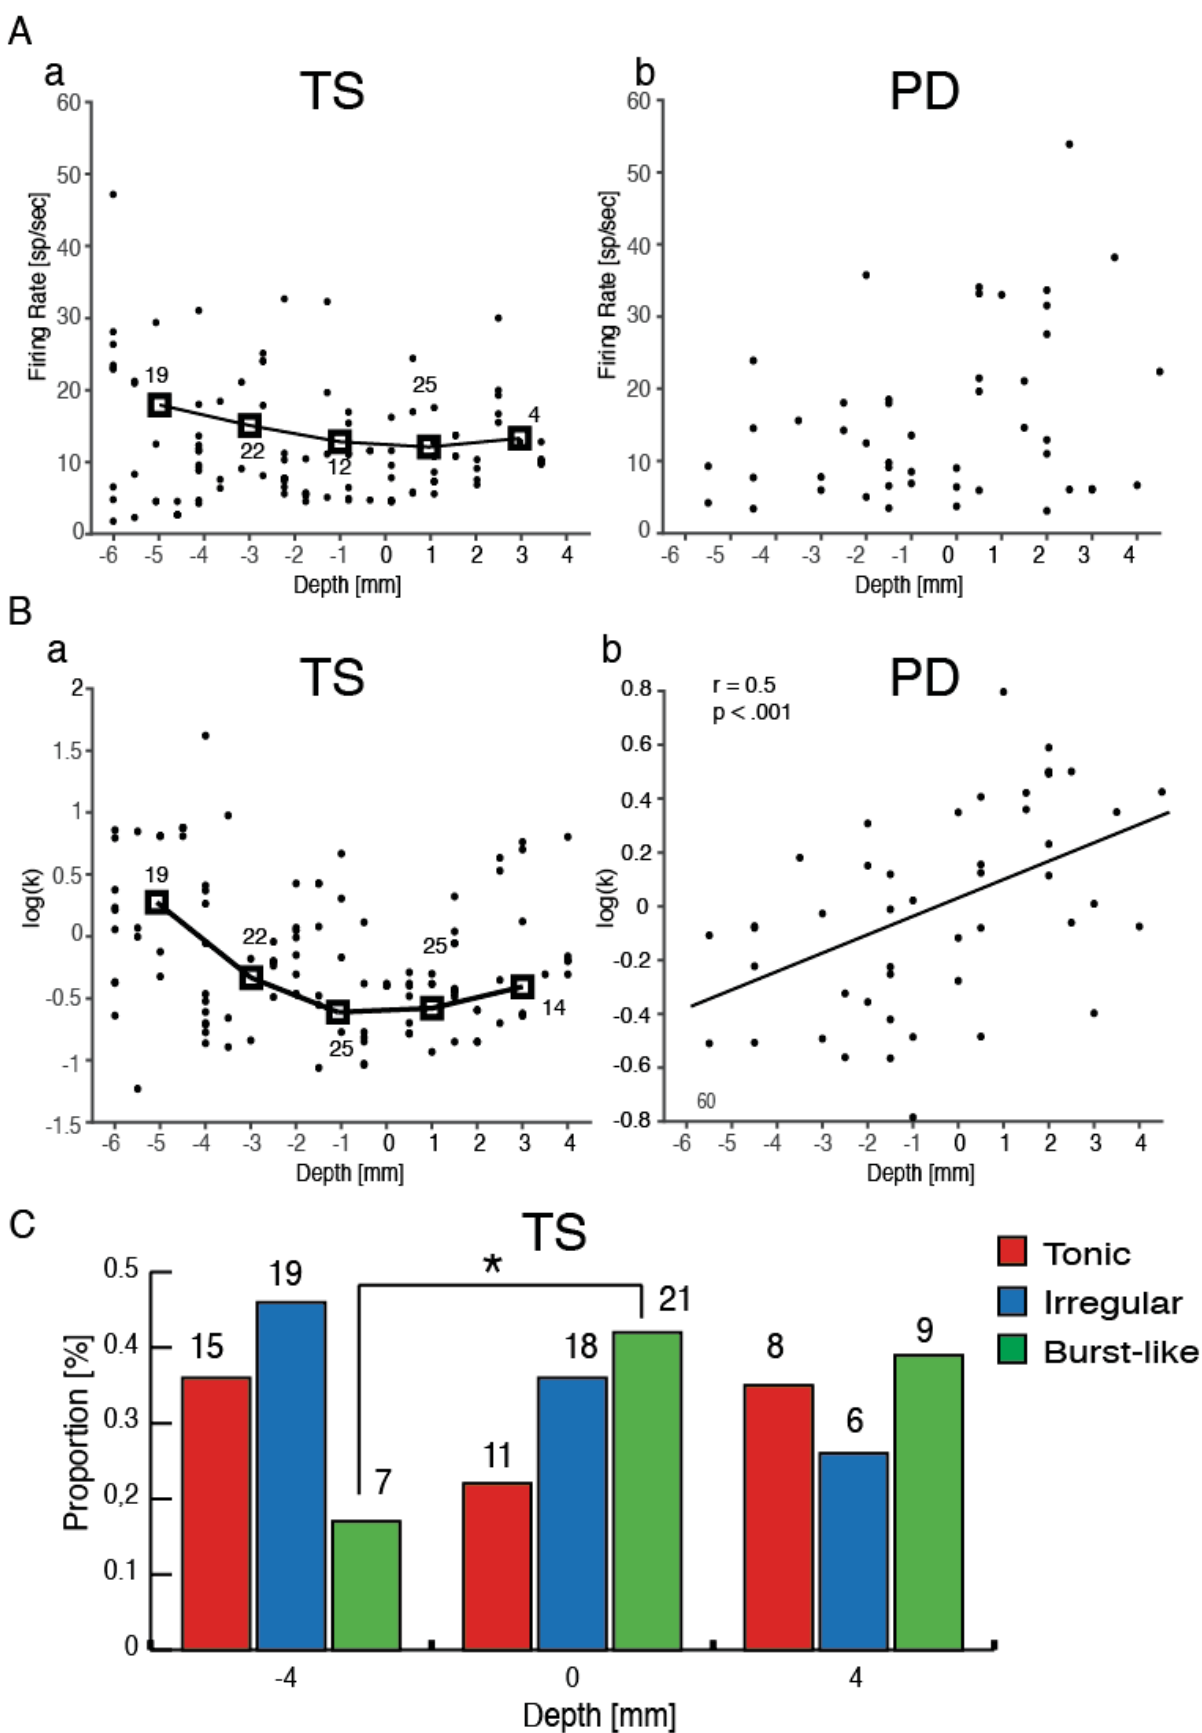 A
a TS
b PD
60
50
40
30
20
10
0
Firing Rate [sp/sec]
19
22
12
25
4
-6 -5 -4 -3 -2 -1 0 1 2 3 4
Depth [mm]
60
50
40
30
20
10
0
Firing Rate [sp/sec]
-6 -5 -4 -3 -2 -1 0 1 2 3 4
Depth [mm]
B
a TS
b PD
2
1.5
1
0.5
0
-0.5
-1
-1.5
log(k)
19
22
25
25
14
-6 -5 -4 -3 -2 -1 0 1 2 3 4
Depth [mm]
r = 0.5
p < .001
0.8
0.6
0.4
0.2
0
-0.2
-0.4
-0.6
-0.8
log(k)
60
-6 -5 -4 -3 -2 -1 0 1 2 3 4
Depth [mm]
C
TS
*
0.5
0.4
0.3
0,2
0.1
0
Proportion [%]
15 19 7
11 18 21
8 6 9
-4 0 4
Depth [mm]
Tonic
Irregular
Burst-like